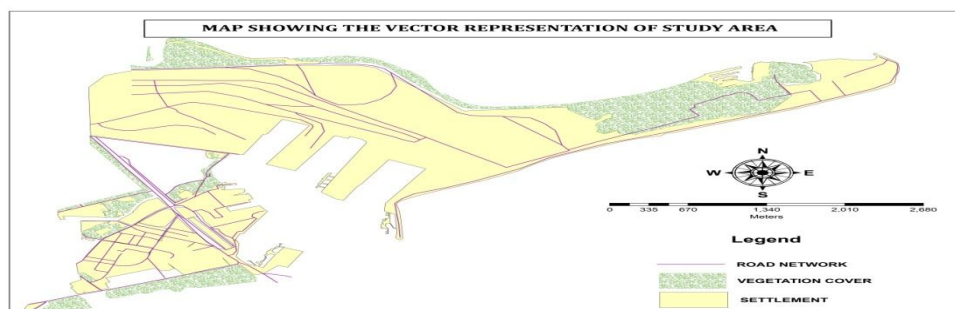 MAP SHOWING THE VECTOR REPRESENTATION OF STUDY AREA
N
W E
S
0 335 670 1,340 2,010 2,680
Meters
Legend
ROAD NETWORK
VEGETATION COVER
SETTLEMENT